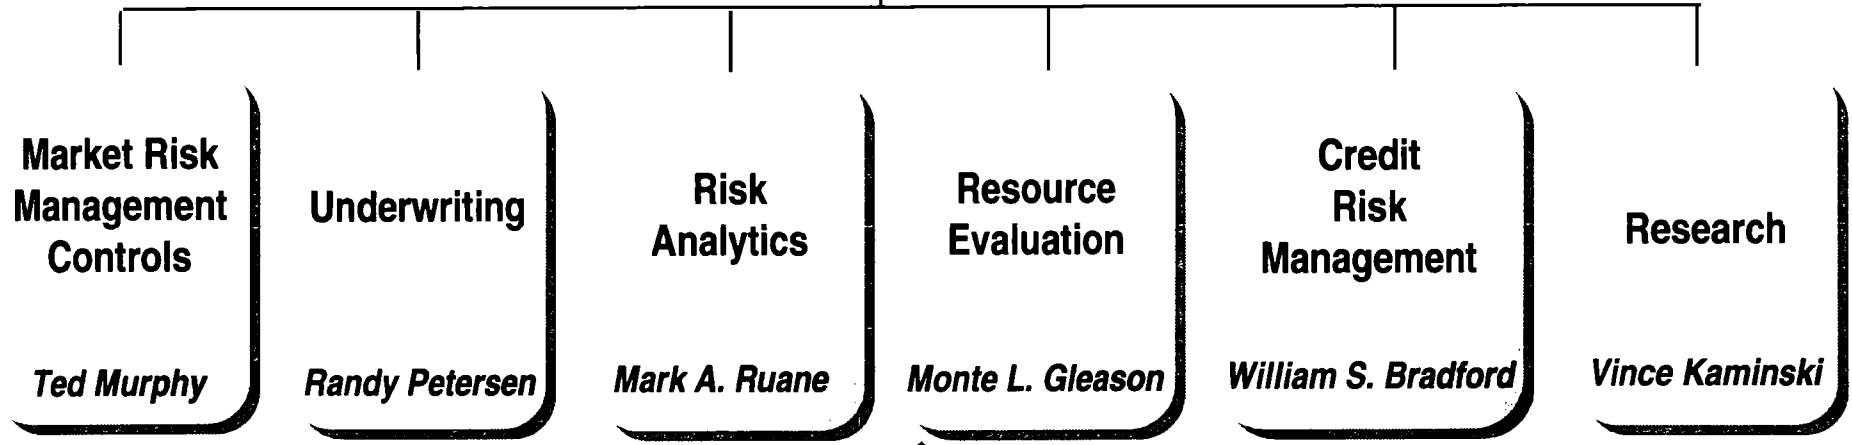 Market Risk
Management
Controls
Ted Murphy
Underwriting
Randy Petersen
Risk
Analytics
Mark A. Ruane
Resource
Evaluation
Monte L. Gleason
Credit
Risk
Management
William S. Bradford
Research
Vince Kaminski